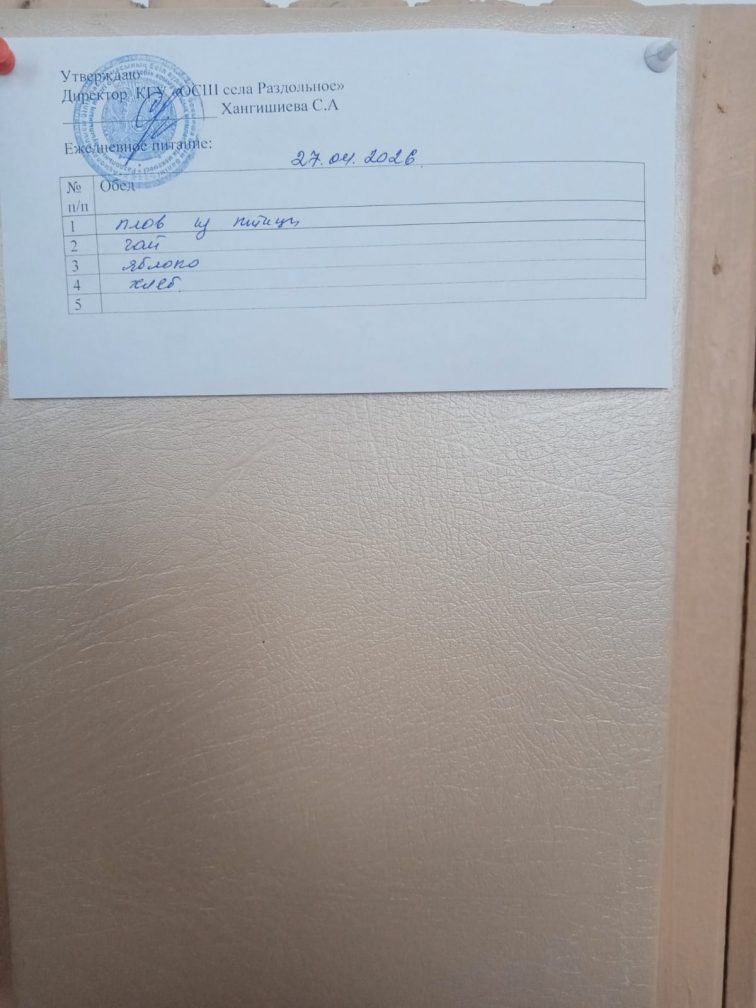 Утверждаю
Директор КГУ «ОСШ села Раздольное»
Хангишиева С.А
Ежедневное питание:
27.04.2026
№ п/п Обед
1 плов из птицы
2 чай
3 яблоко
4 хлеб
5